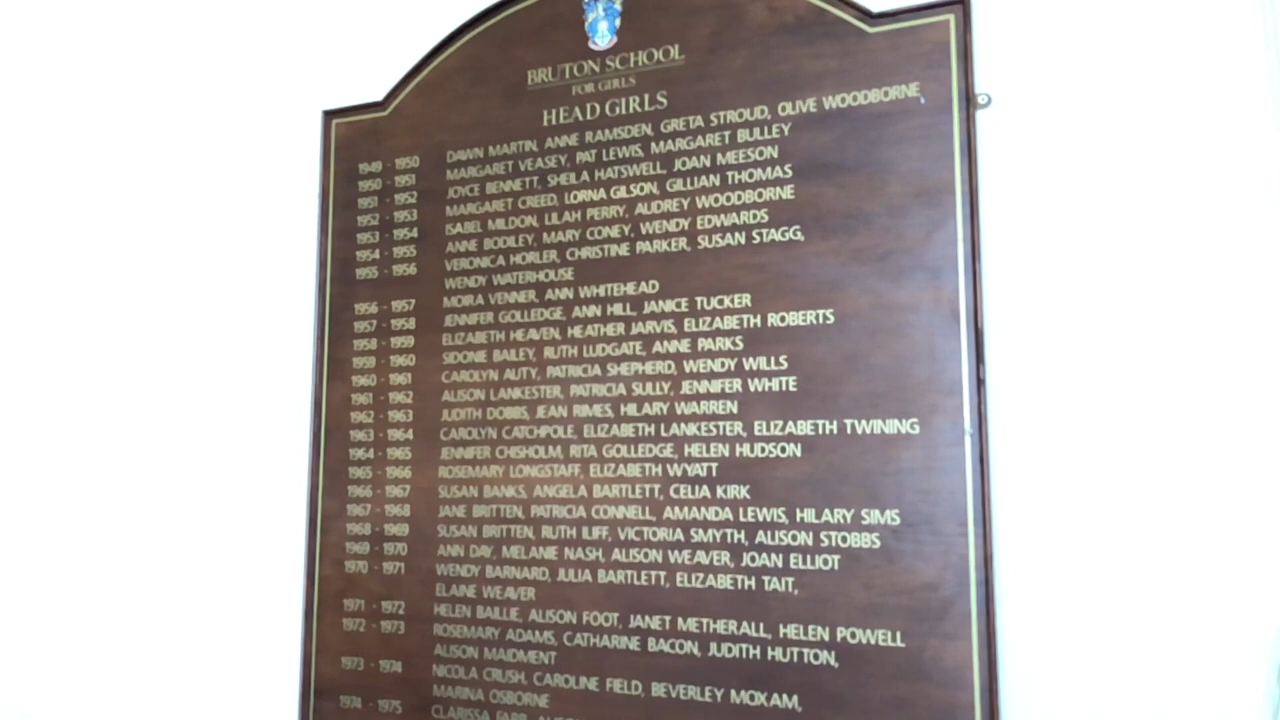 BRUTON SCHOOL
FOR GIRLS
HEAD GIRLS
1949 - 1950 DAWN MARTIN, ANNE RAMSDEN, GRETA STROUD, OLIVE WOODBORNE
1950 - 1951 MARGARET VEASEY, PAT LEWIS, MARGARET BULLEY
1951 - 1952 JOYCE BENNETT, SHEILA HATSWELL, JOAN MEESON
1952 - 1953 MARGARET CREED, LORNA GILSON, GILLIAN THOMAS
1953 - 1954 ISABEL MILDON, LILAH PERRY, AUDREY WOODBORNE
1954 - 1955 ANNE BODILEY, MARY CONEY, WENDY EDWARDS
1955 - 1956 VERONICA HORLER, CHRISTINE PARKER, SUSAN STAGG,
WENDY WATERHOUSE
1956 - 1957 MOIRA VENNER, ANN WHITEHEAD
1957 - 1958 JENNIFER GOLLEDGE, ANN HILL, JANICE TUCKER
1958 - 1959 ELIZABETH HEAVEN, HEATHER JARVIS, ELIZABETH ROBERTS
1959 - 1960 SIDONIE BAILEY, RUTH LUDGATE, ANNE PARKS
1960 - 1961 CAROLYN AUTY, PATRICIA SHEPHERD, WENDY WILLS
1961 - 1962 ALISON LANKESTER, PATRICIA SULLY, JENNIFER WHITE
1962 - 1963 JUDITH DOBBS, JEAN RIMES, HILARY WARREN
1963 - 1964 CAROLYN CATCHPOLE, ELIZABETH LANKESTER, ELIZABETH TWINING
1964 - 1965 JENNIFER CHISHOLM, RITA GOLLEDGE, HELEN HUDSON
1965 - 1966 ROSEMARY LONGSTAFF, ELIZABETH WYATT
1966 - 1967 SUSAN BANKS, ANGELA BARTLETT, CELIA KIRK
1967 - 1968 JANE BRITTEN, PATRICIA CONNELL, AMANDA LEWIS, HILARY SIMS
1968 - 1969 SUSAN BRITTEN, RUTH ILIFF, VICTORIA SMYTH, ALISON STOBBS
1969 - 1970 ANN DAY, MELANIE NASH, ALISON WEAVER, JOAN ELLIOT
1970 - 1971 WENDY BARNARD, JULIA BARTLETT, ELIZABETH TAIT,
ELAINE WEAVER
1971 - 1972 HELEN BAILLIE, ALISON FOOT, JANET METHERALL, HELEN POWELL
1972 - 1973 ROSEMARY ADAMS, CATHARINE BACON, JUDITH HUTTON,
ALISON MAIDMENT
1973 - 1974 NICOLA CRUSH, CAROLINE FIELD, BEVERLEY MOXAM,
MARINA OSBORNE
1974 - 1975 CLARISSA FARR,